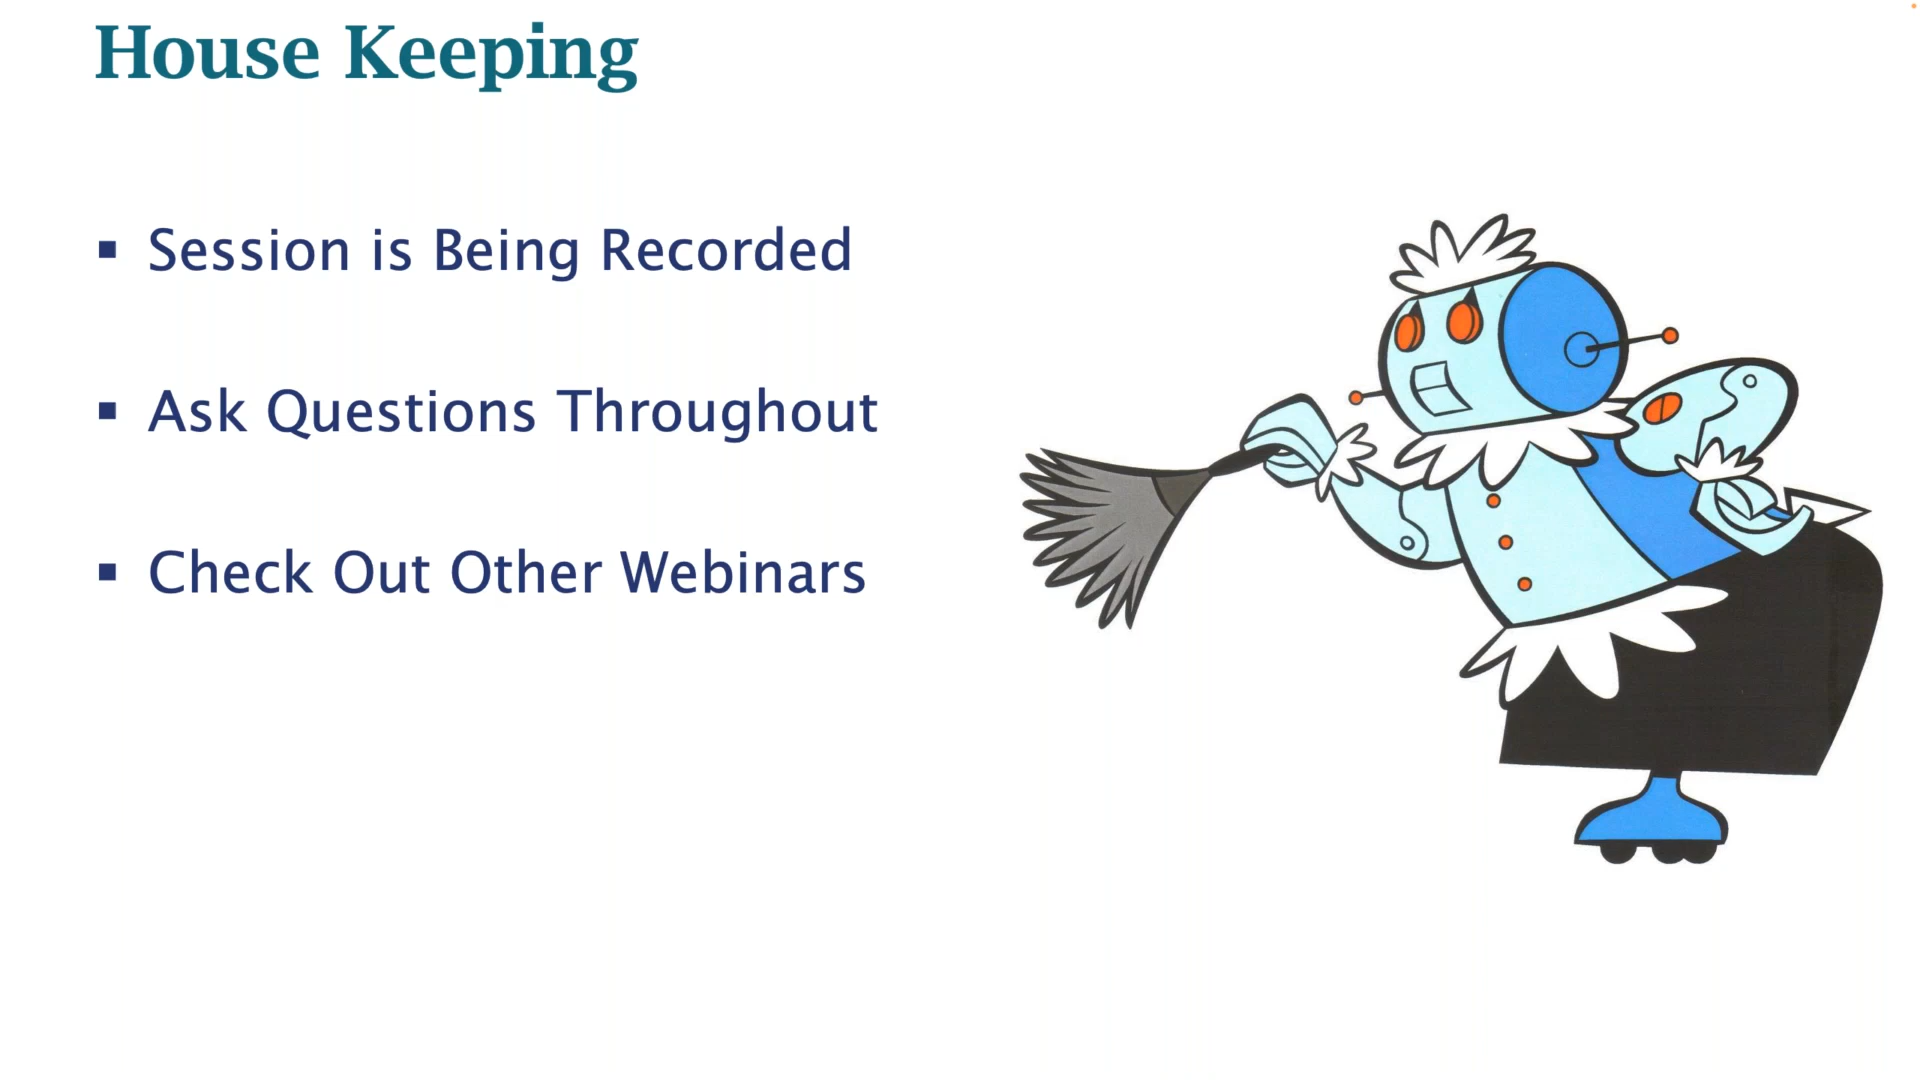 House Keeping
▪ Session is Being Recorded
▪ Ask Questions Throughout
▪ Check Out Other Webinars